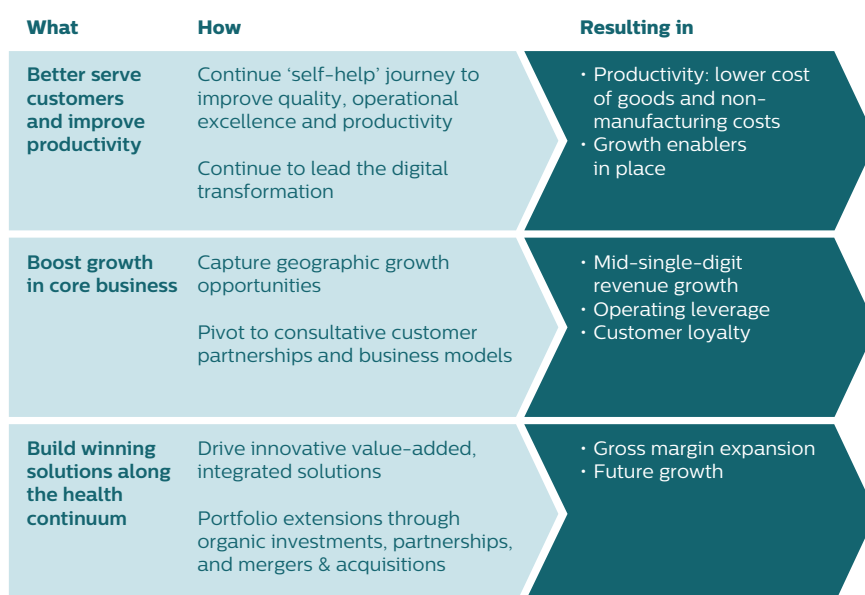 What
How
Resulting in
Better serve
customers
and improve
productivity
Continue ‘self-help’ journey to
improve quality, operational
excellence and productivity
Continue to lead the digital
transformation
• Productivity: lower cost
of goods and non-
manufacturing costs
• Growth enablers
in place
Boost growth
in core business
Capture geographic growth
opportunities
Pivot to consultative customer
partnerships and business models
• Mid-single-digit
revenue growth
• Operating leverage
• Customer loyalty
Build winning
solutions along
the health
continuum
Drive innovative value-added,
integrated solutions
Portfolio extensions through
organic investments, partnerships,
and mergers & acquisitions
• Gross margin expansion
• Future growth